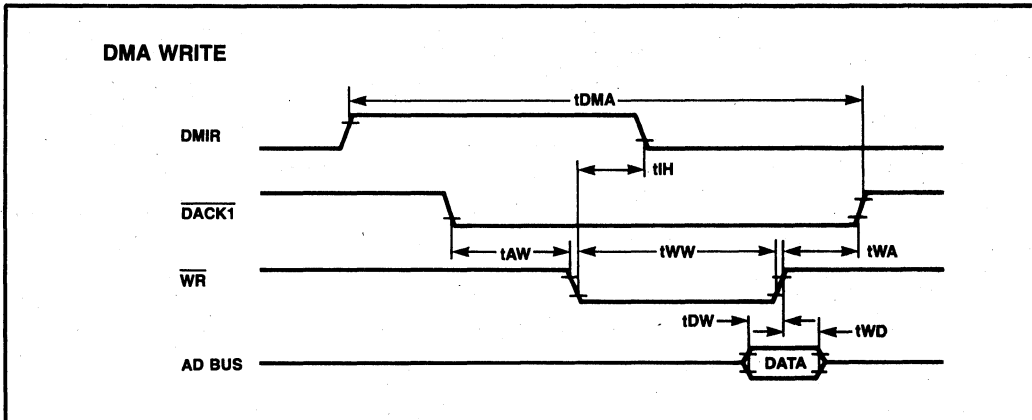 DMA WRITE
tDMA
DMIR
tIH
DACK1
tAW
tWW
tWA
WR
tDW
tWD
AD BUS
DATA